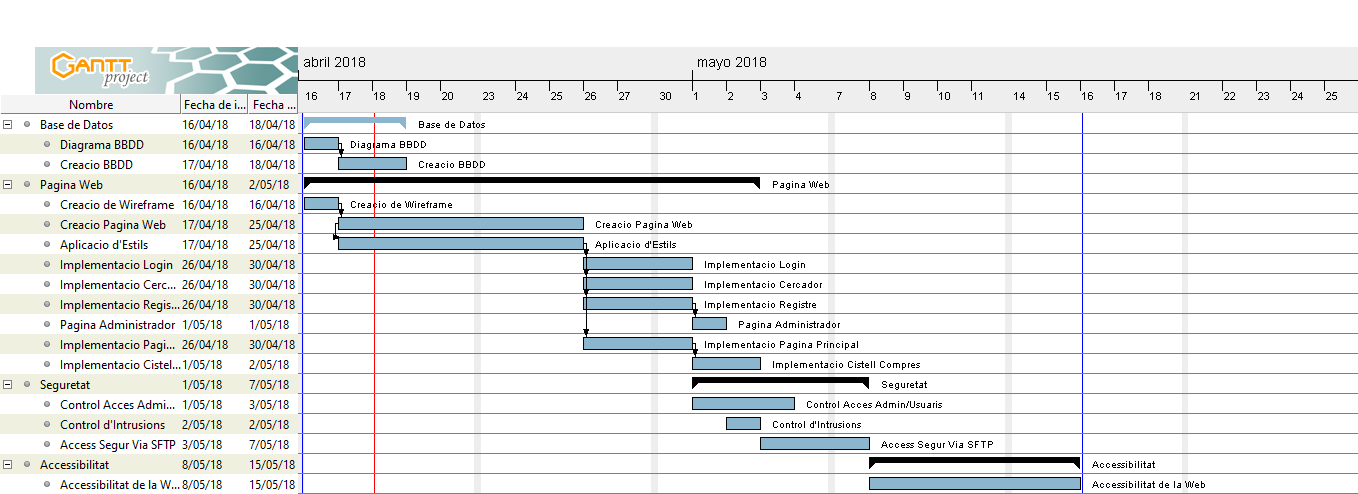 GANTT
project
abril 2018
mayo 2018
16 17 18 19 20 23 24 25 26 27 30 1 2 3 4 7 8 9 10 11 14 15 16 17 18 21 22 23 24 25
Nombre Fecha de i... Fecha ...
Base de Datos 16/04/18 18/04/18 Base de Datos
Diagrama BBDD 16/04/18 16/04/18 Diagrama BBDD
Creacio BBDD 17/04/18 18/04/18 Creacio BBDD
Pagina Web 16/04/18 2/05/18 Pagina Web
Creacio de Wireframe 16/04/18 16/04/18 Creacio de Wireframe
Creacio Pagina Web 17/04/18 25/04/18 Creacio Pagina Web
Aplicacio d'Estils 17/04/18 25/04/18 Aplicacio d'Estils
Implementacio Login 26/04/18 30/04/18 Implementacio Login
Implementacio Cerc... 26/04/18 30/04/18 Implementacio Cercador
Implementacio Regis... 26/04/18 30/04/18 Implementacio Registre
Pagina Administrador 1/05/18 1/05/18 Pagina Administrador
Implementacio Pagi... 26/04/18 30/04/18 Implementacio Pagina Principal
Implementacio Cistel... 1/05/18 2/05/18 Implementacio Cistell Compres
Seguretat 1/05/18 7/05/18 Seguretat
Control Acces Admi... 1/05/18 3/05/18 Control Acces Admin/Usuaris
Control d'Intrusions 2/05/18 2/05/18 Control d'Intrusions
Access Segur Via SFTP 3/05/18 7/05/18 Access Segur Via SFTP
Accessibilitat 8/05/18 15/05/18 Accessibilitat
Accessibilitat de la W... 8/05/18 15/05/18 Accessibilitat de la Web